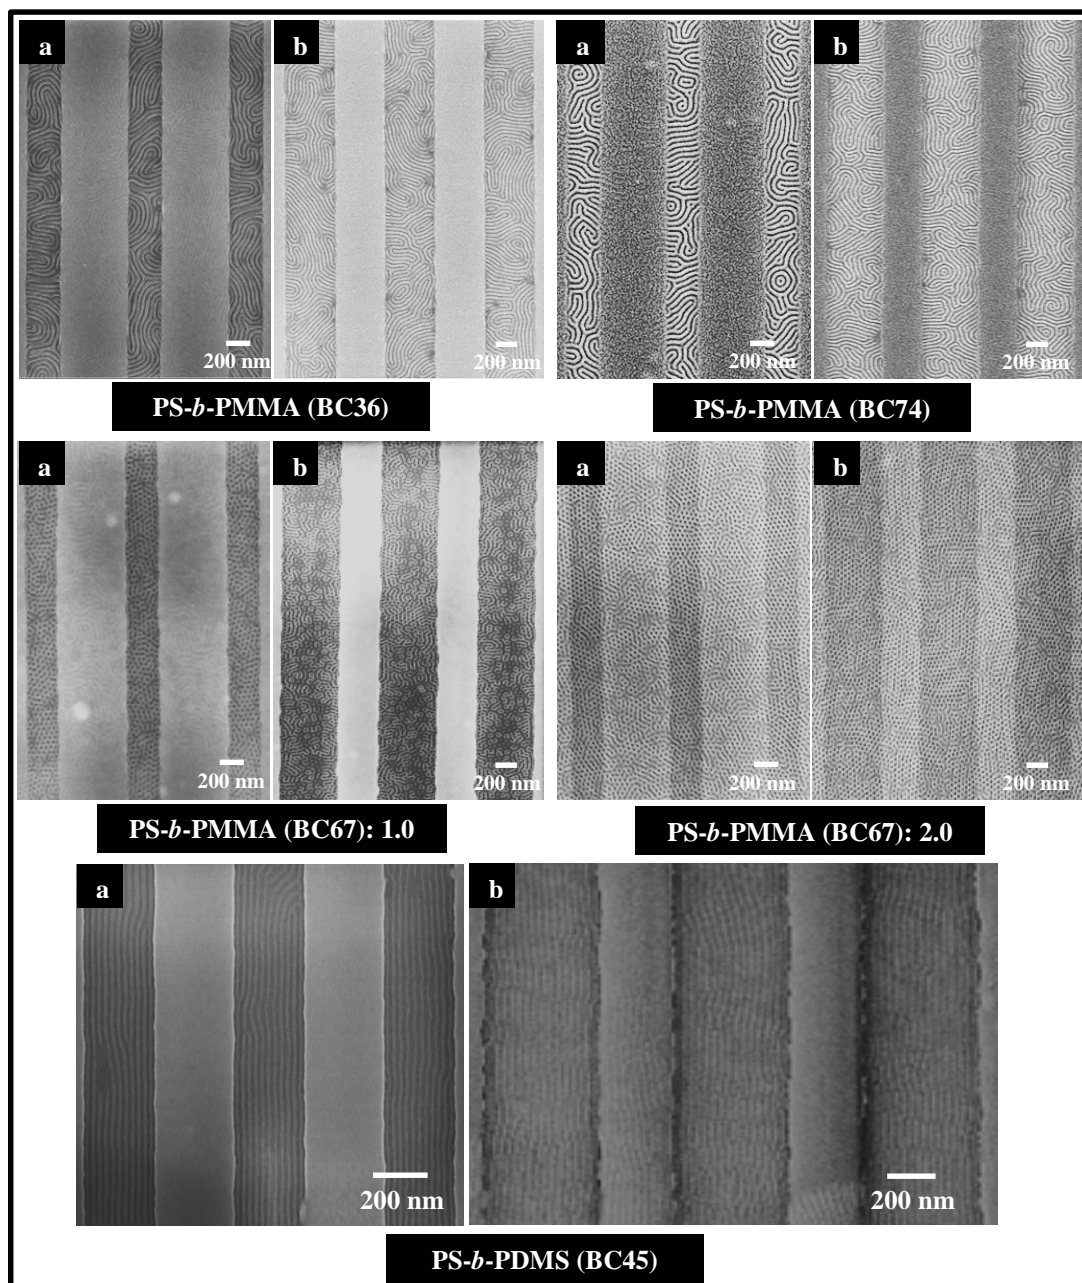 a b a b
200 nm 200 nm 200 nm 200 nm
PS-b-PMMA (BC36) PS-b-PMMA (BC74)
a b a b
200 nm 200 nm 200 nm 200 nm
PS-b-PMMA (BC67): 1.0 PS-b-PMMA (BC67): 2.0
a b
200 nm 200 nm
PS-b-PDMS (BC45)